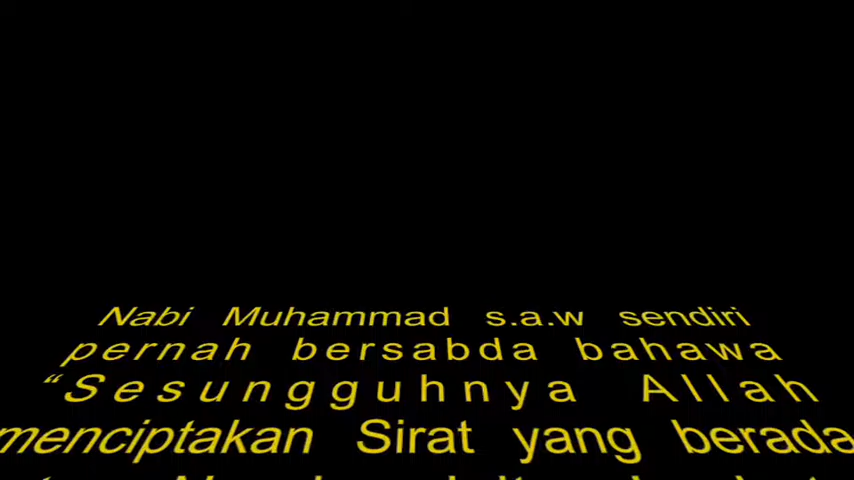 Nabi Muhammad s.a.w sendiri
pernah bersabda bahawa
“Sesungguhnya Allah
menciptakan Sirat yang berada